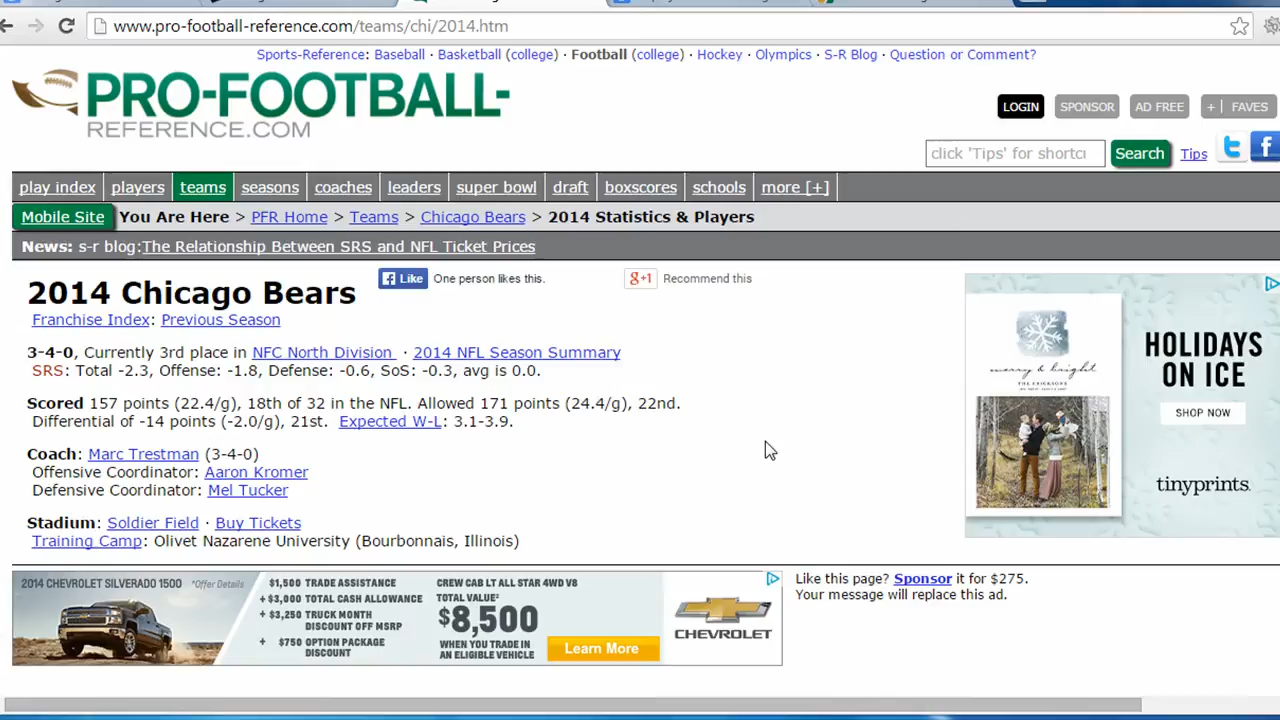 www.pro-football-reference.com/teams/chi/2014.htm
Sports-Reference: Baseball · Basketball (college) · Football (college) · Hockey · Olympics · S-R Blog · Question or Comment?
PRO-FOOTBALL-
REFERENCE.COM
LOGIN SPONSOR AD FREE + | FAVES
click 'Tips' for shortcu Search Tips
play index players teams seasons coaches leaders super bowl draft boxscores schools more [+]
Mobile Site You Are Here > PFR Home > Teams > Chicago Bears > 2014 Statistics & Players
News: s-r blog:The Relationship Between SRS and NFL Ticket Prices
2014 Chicago Bears
Like One person likes this. g+1 Recommend this
Franchise Index: Previous Season
3-4-0, Currently 3rd place in NFC North Division · 2014 NFL Season Summary
SRS: Total -2.3, Offense: -1.8, Defense: -0.6, SoS: -0.3, avg is 0.0.
Scored 157 points (22.4/g), 18th of 32 in the NFL. Allowed 171 points (24.4/g), 22nd.
Differential of -14 points (-2.0/g), 21st. Expected W-L: 3.1-3.9.
Coach: Marc Trestman (3-4-0)
Offensive Coordinator: Aaron Kromer
Defensive Coordinator: Mel Tucker
Stadium: Soldier Field · Buy Tickets
Training Camp: Olivet Nazarene University (Bourbonnais, Illinois)
merry & bright
THE ERICKSONS
HOLIDAYS
ON ICE
SHOP NOW
tinyprints.
2014 CHEVROLET SILVERADO 1500 *Offer Details
$1,500 TRADE ASSISTANCE
+ $3,000 TOTAL CASH ALLOWANCE
+ $3,250 TRUCK MONTH
DISCOUNT OFF MSRP
+ $750 OPTION PACKAGE
DISCOUNT
CREW CAB LT ALL STAR 4WD V8
TOTAL VALUE²
$8,500
WHEN YOU TRADE IN
AN ELIGIBLE VEHICLE
Learn More
CHEVROLET
Like this page? Sponsor it for $275.
Your message will replace this ad.